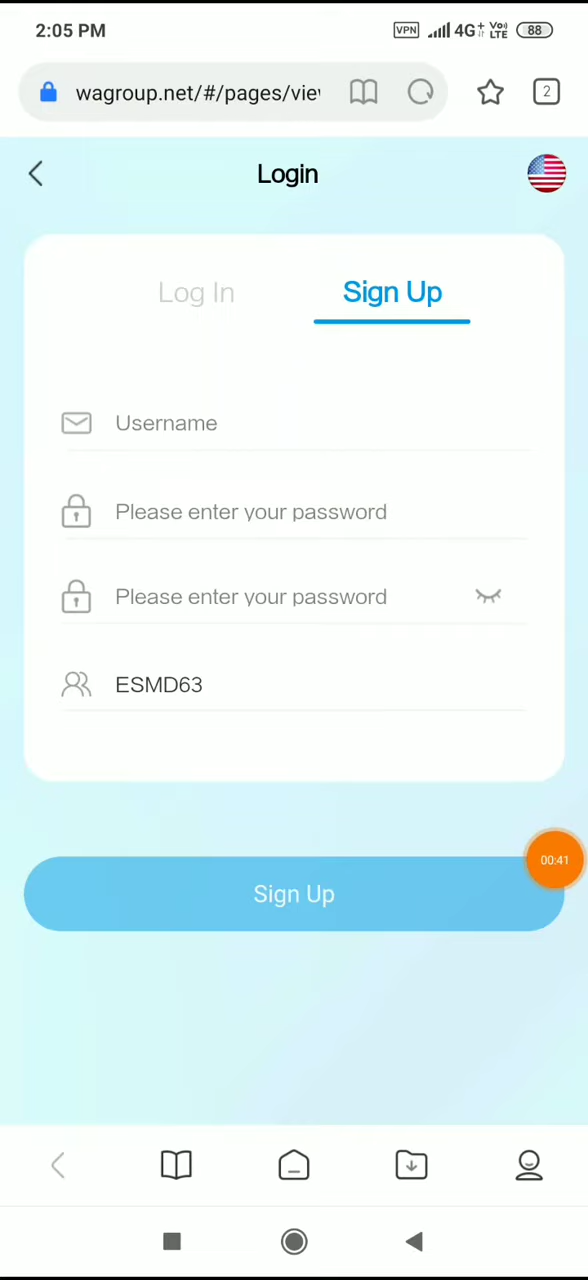 2:05 PM VPN 4G+ Vo) LTE 88
wagroup.net/#/pages/vie 2
Login
Log In Sign Up
Username
Please enter your password
Please enter your password
ESMD63
00:41
Sign Up